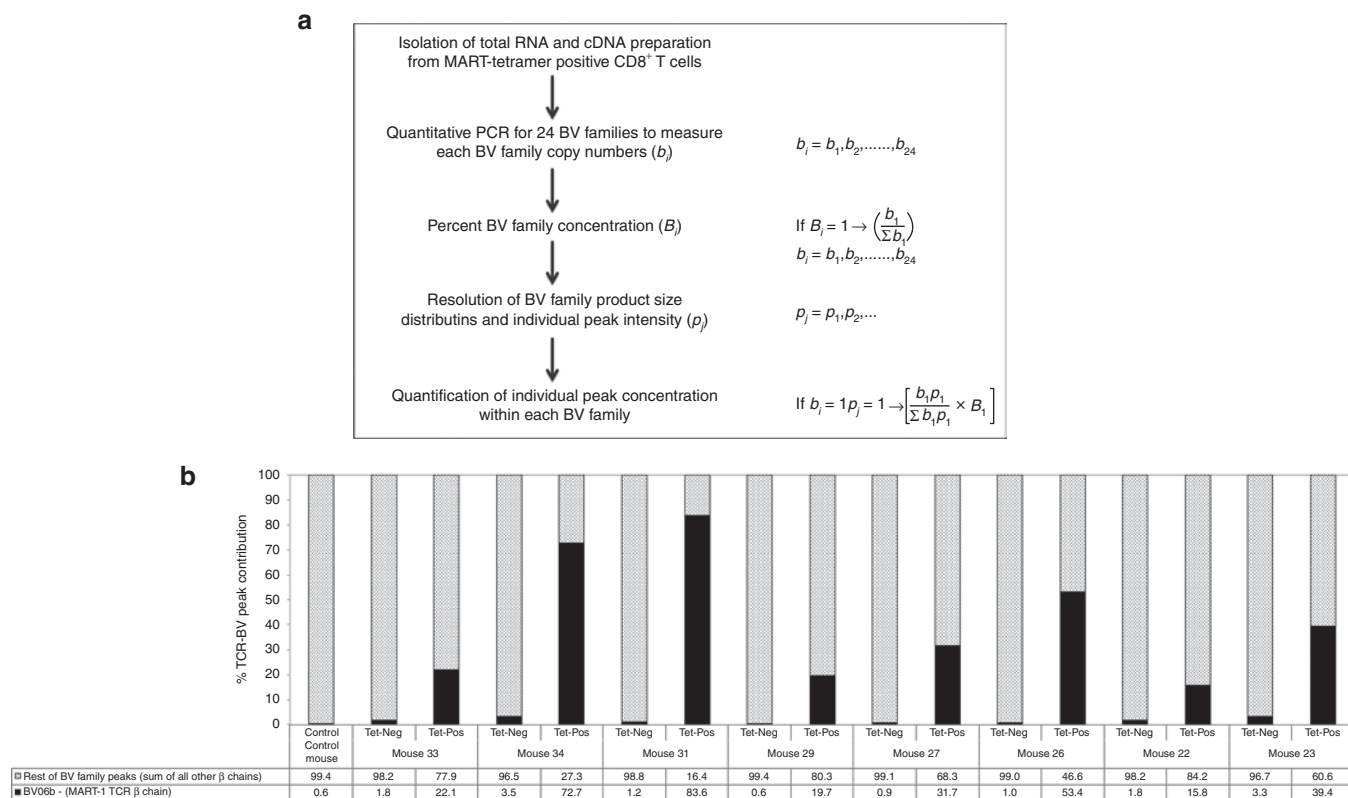 a
Isolation of total RNA and cDNA preparation
from MART-tetramer positive CD8⁺ T cells
Quantitative PCR for 24 BV families to measure
each BV family copy numbers (bᵢ)
bᵢ = b₁,b₂,......,b₂₄
Percent BV family concentration (Bᵢ)
If Bᵢ = 1 → (b₁/Σb₁)
bᵢ = b₁,b₂,......,b₂₄
Resolution of BV family product size
distributins and individual peak intensity (pⱼ)
pⱼ = p₁,p₂,...
Quantification of individual peak concentration
within each BV family
If bᵢ = 1pⱼ = 1 → [b₁p₁/Σb₁p₁ × B₁]
b
% TCR-BV peak contribution
100
90
80
70
60
50
40
30
20
10
0
Control Tet-Neg Tet-Pos Tet-Neg Tet-Pos Tet-Neg Tet-Pos Tet-Neg Tet-Pos Tet-Neg Tet-Pos Tet-Neg Tet-Pos Tet-Neg Tet-Pos Tet-Neg Tet-Pos
Control
mouse
Mouse 33 Mouse 34 Mouse 31 Mouse 29 Mouse 27 Mouse 26 Mouse 22 Mouse 23
Rest of BV family peaks (sum of all other β chains) 99.4 98.2 77.9 96.5 27.3 98.8 16.4 99.4 80.3 99.1 68.3 99.0 46.6 98.2 84.2 96.7 60.6
BV06b - (MART-1 TCR β chain) 0.6 1.8 22.1 3.5 72.7 1.2 83.6 0.6 19.7 0.9 31.7 1.0 53.4 1.8 15.8 3.3 39.4